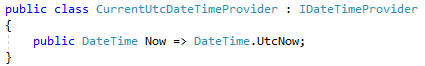 public class CurrentUtcDateTimeProvider : IDateTimeProvider
{
    public DateTime Now => DateTime.UtcNow;
}